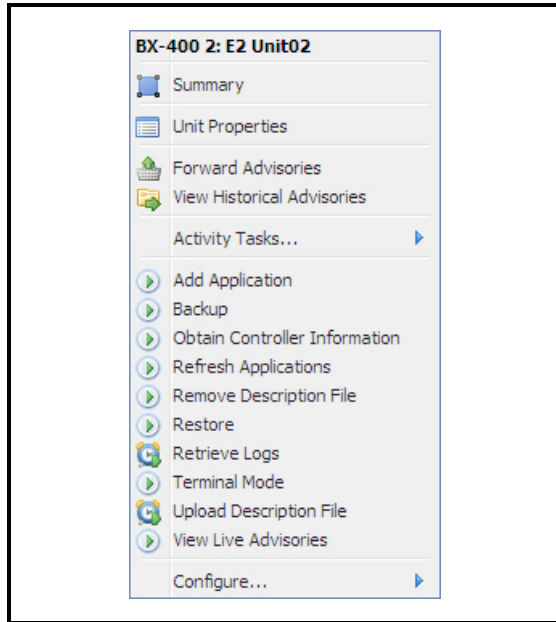 BX-400 2: E2 Unit02
Summary
Unit Properties
Forward Advisories
View Historical Advisories
Activity Tasks...
Add Application
Backup
Obtain Controller Information
Refresh Applications
Remove Description File
Restore
Retrieve Logs
Terminal Mode
Upload Description File
View Live Advisories
Configure...